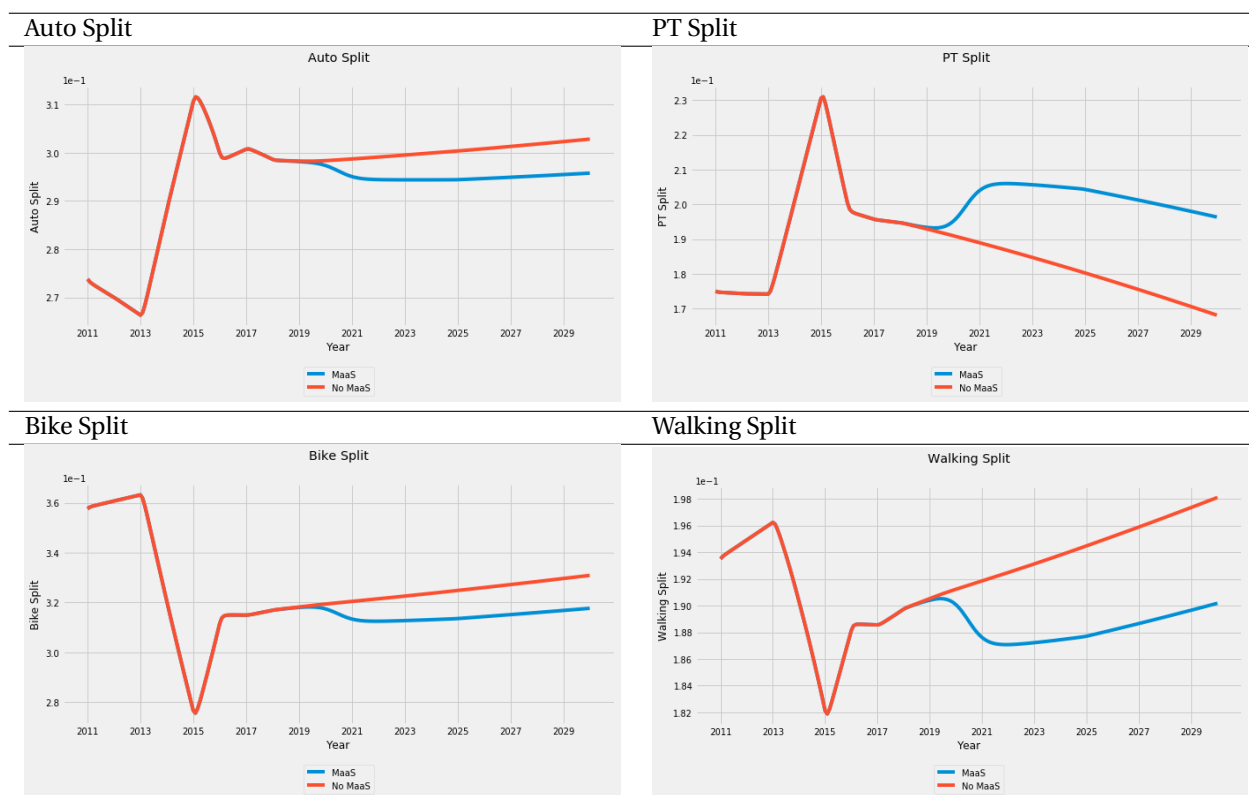 Auto Split
PT Split
Auto Split
1e−1
3.1
3.0
2.9
2.8
2.7
Auto Split
2011 2013 2015 2017 2019 2021 2023 2025 2027 2029
Year
MaaS
No MaaS
PT Split
1e−1
2.3
2.2
2.1
2.0
1.9
1.8
1.7
PT Split
2011 2013 2015 2017 2019 2021 2023 2025 2027 2029
Year
MaaS
No MaaS
Bike Split
Walking Split
Bike Split
1e−1
3.6
3.4
3.2
3.0
2.8
Bike Split
2011 2013 2015 2017 2019 2021 2023 2025 2027 2029
Year
MaaS
No MaaS
Walking Split
1e−1
1.98
1.96
1.94
1.92
1.90
1.88
1.86
1.84
1.82
Walking Split
2011 2013 2015 2017 2019 2021 2023 2025 2027 2029
Year
MaaS
No MaaS